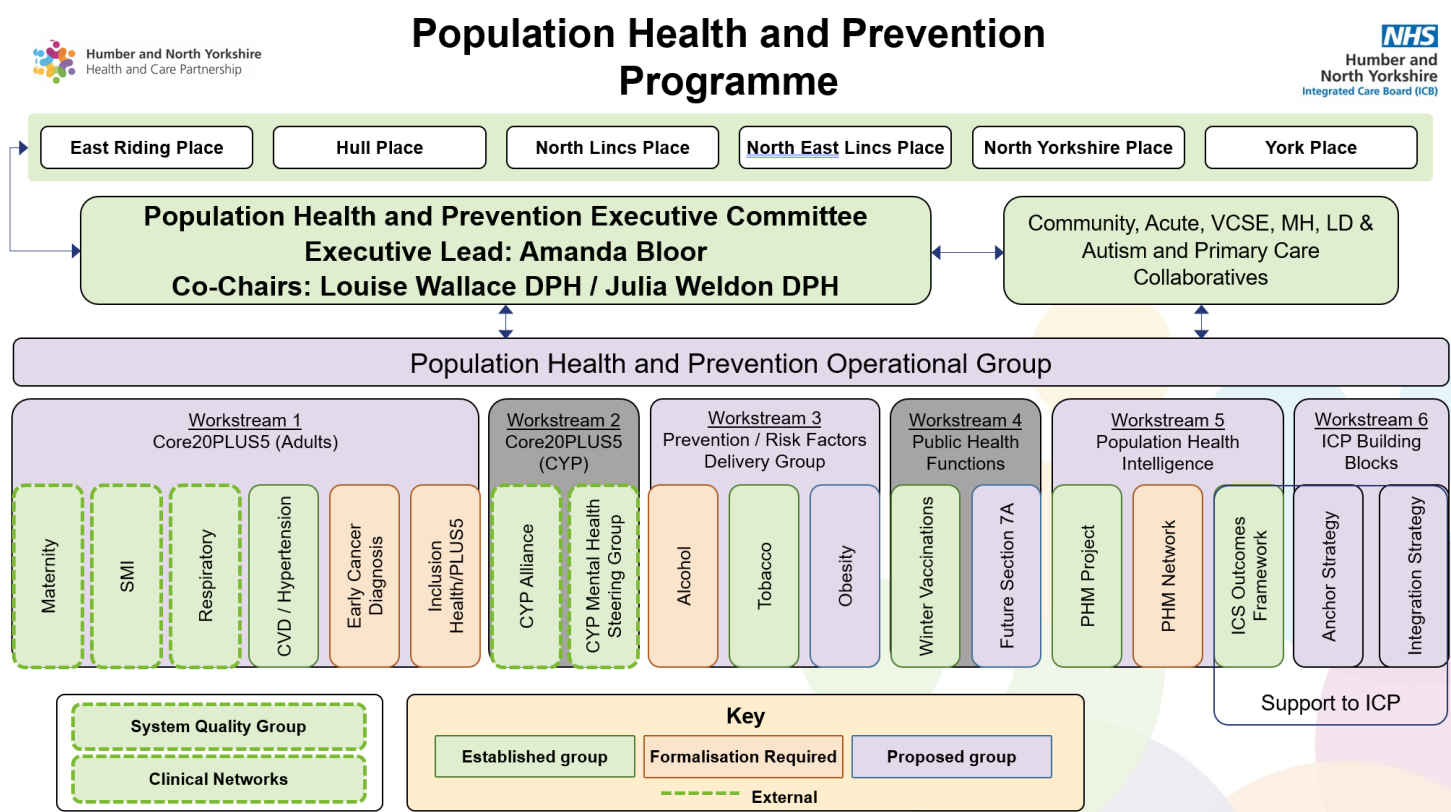 Population Health and Prevention
Programme
Humber and North Yorkshire
Health and Care Partnership
NHS
Humber and
North Yorkshire
Integrated Care Board (ICB)
East Riding Place
Hull Place
North Lincs Place
North East Lincs Place
North Yorkshire Place
York Place
Population Health and Prevention Executive Committee
Executive Lead: Amanda Bloor
Co-Chairs: Louise Wallace DPH / Julia Weldon DPH
Community, Acute, VCSE, MH, LD &
Autism and Primary Care
Collaboratives
Population Health and Prevention Operational Group
Workstream 1
Core20PLUS5 (Adults)
Maternity
SMI
Respiratory
CVD / Hypertension
Early Cancer
Diagnosis
Inclusion
Health/PLUS5
Workstream 2
Core20PLUS5
(CYP)
CYP Alliance
CYP Mental Health
Steering Group
Workstream 3
Prevention / Risk Factors
Delivery Group
Alcohol
Tobacco
Obesity
Workstream 4
Public Health
Functions
Winter Vaccinations
Future Section 7A
Workstream 5
Population Health
Intelligence
PHM Project
PHM Network
ICS Outcomes
Framework
Workstream 6
ICP Building
Blocks
Anchor Strategy
Integration Strategy
Support to ICP
System Quality Group
Clinical Networks
Key
Established group
Formalisation Required
Proposed group
External